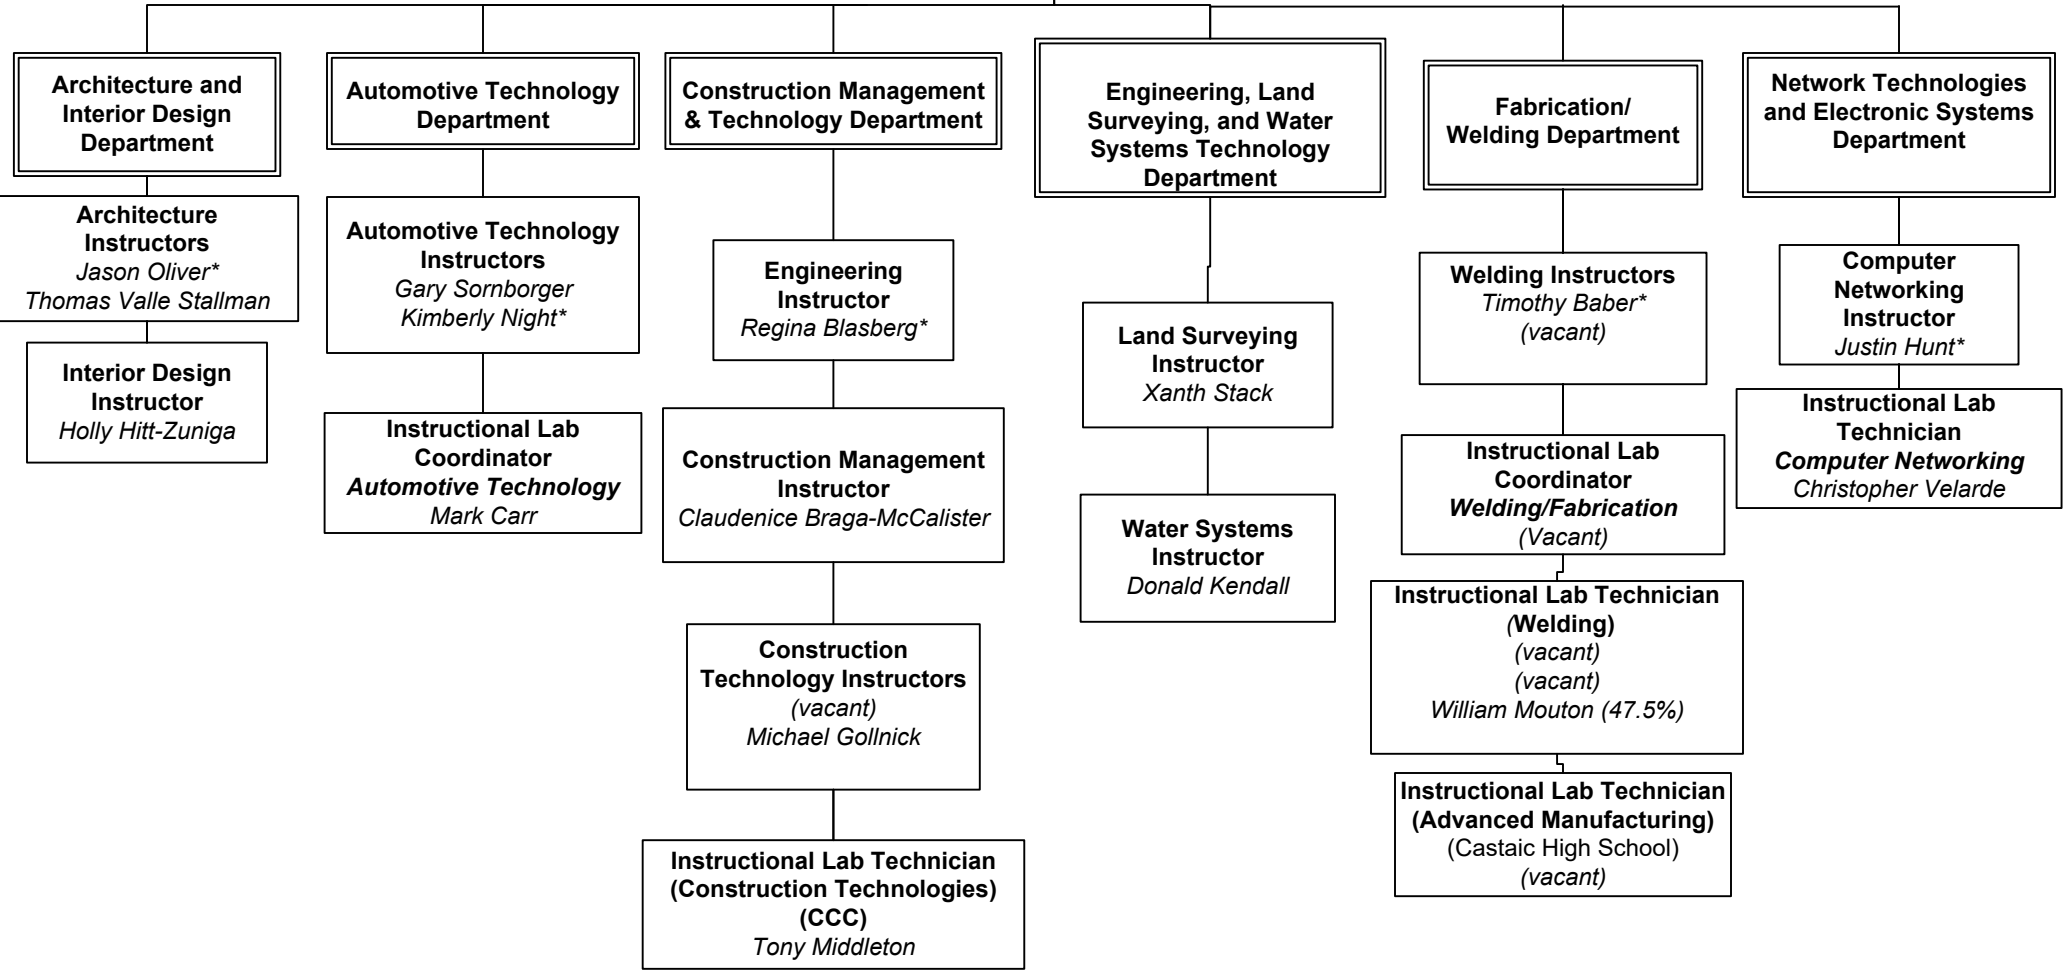 Architecture and
Interior Design
Department
Architecture
Instructors
Jason Oliver*
Thomas Valle Stallman
Interior Design
Instructor
Holly Hitt-Zuniga
Automotive Technology
Department
Automotive Technology
Instructors
Gary Sornborger
Kimberly Night*
Instructional Lab
Coordinator
Automotive Technology
Mark Carr
Construction Management
& Technology Department
Engineering
Instructor
Regina Blasberg*
Construction Management
Instructor
Claudenice Braga-McCalister
Construction
Technology Instructors
(vacant)
Michael Gollnick
Instructional Lab Technician
(Construction Technologies)
(CCC)
Tony Middleton
Engineering, Land
Surveying, and Water
Systems Technology
Department
Land Surveying
Instructor
Xanth Stack
Water Systems
Instructor
Donald Kendall
Fabrication/
Welding Department
Welding Instructors
Timothy Baber*
(vacant)
Instructional Lab
Coordinator
Welding/Fabrication
(Vacant)
Instructional Lab Technician
(Welding)
(vacant)
(vacant)
William Mouton (47.5%)
Instructional Lab Technician
(Advanced Manufacturing)
(Castaic High School)
(vacant)
Network Technologies
and Electronic Systems
Department
Computer
Networking
Instructor
Justin Hunt*
Instructional Lab
Technician
Computer Networking
Christopher Velarde